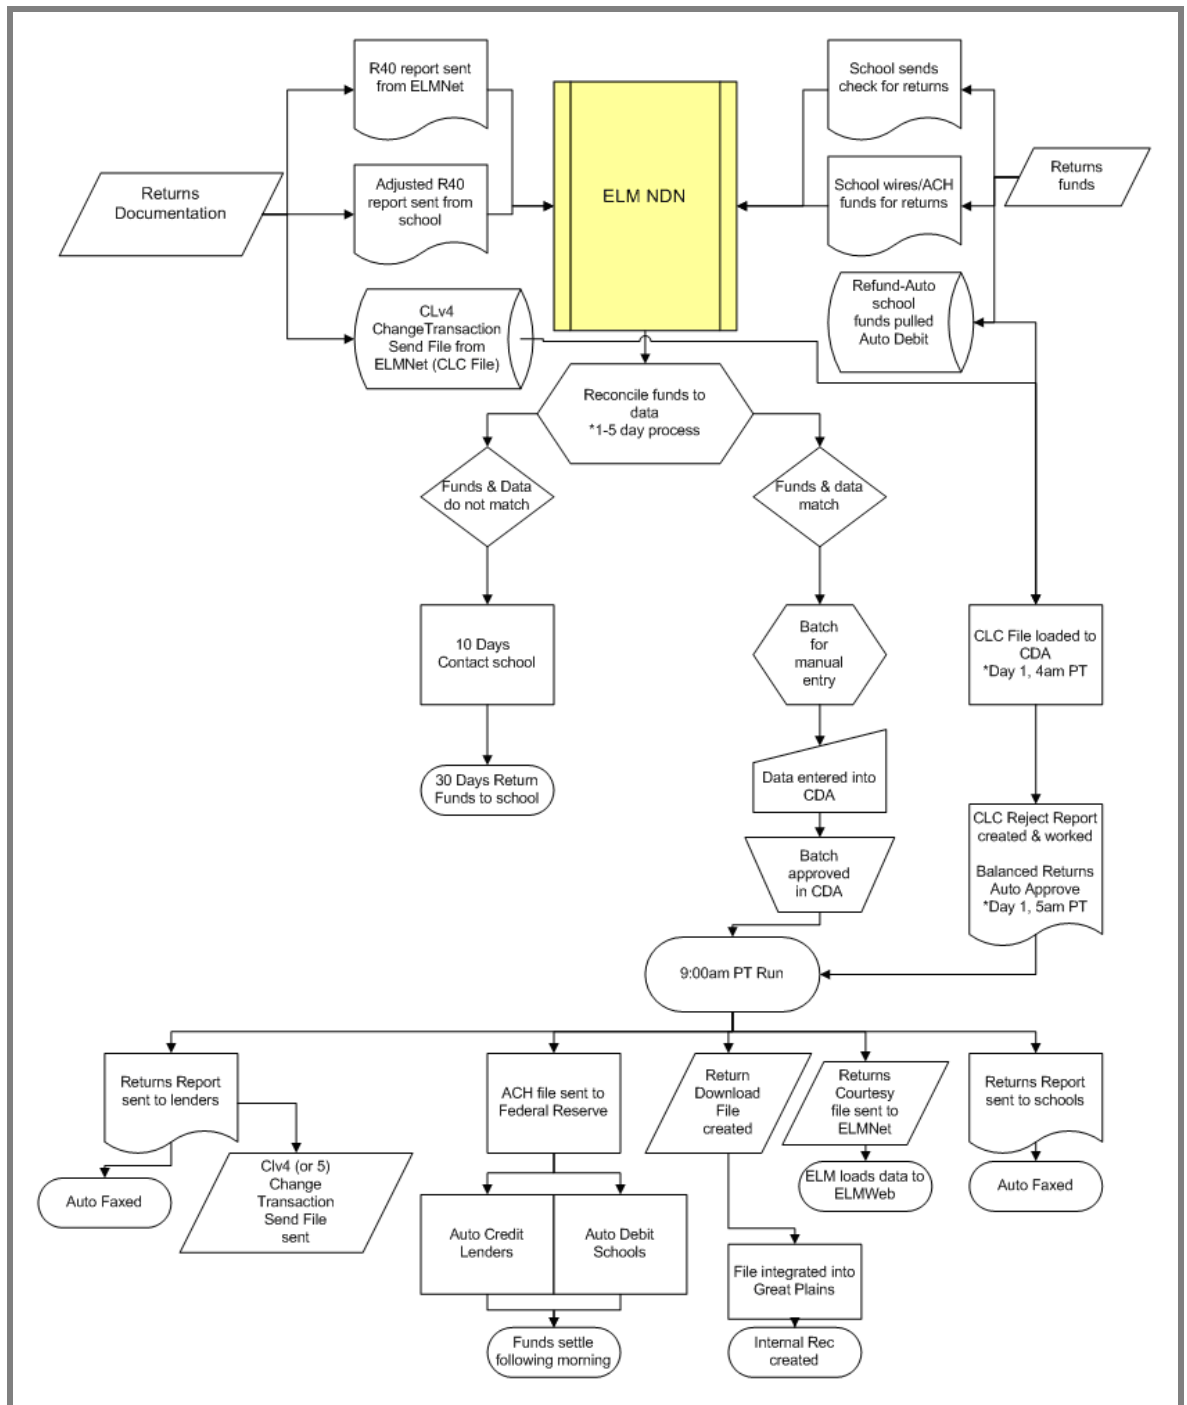 R40 report sent
from ELMNet
School sends
check for returns
Returns
Documentation
Adjusted R40
report sent from
school
ELM NDN
School wires/ACH
funds for returns
Returns
funds
CLv4
ChangeTransaction
Send File from
ELMNet (CLC File)
Refund-Auto
school
funds pulled
Auto Debit
Reconcile funds to
data
*1-5 day process
Funds & Data
do not match
Funds & data
match
10 Days
Contact school
Batch
for
manual
entry
CLC File loaded to
CDA
*Day 1, 4am PT
30 Days Return
Funds to school
Data entered into
CDA
CLC Reject Report
created & worked
Balanced Returns
Auto Approve
*Day 1, 5am PT
Batch
approved
in CDA
9:00am PT Run
Returns Report
sent to lenders
ACH file sent to
Federal Reserve
Return
Download
File
created
Returns
Courtesy
file sent to
ELMNet
Returns Report
sent to schools
Auto Faxed
Clv4 (or 5)
Change
Transaction
Send File
sent
ELM loads data to
ELMWeb
Auto Faxed
Auto Credit
Lenders
Auto Debit
Schools
File integrated into
Great Plains
Funds settle
following morning
Internal Rec
created